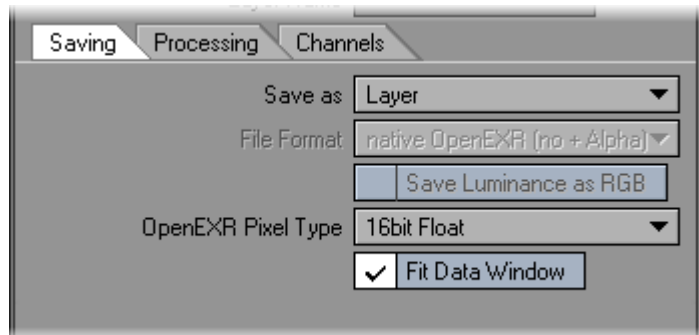 Saving Processing Channels
Save as Layer
File Format native OpenEXR (no + Alpha)
Save Luminance as RGB
OpenEXR Pixel Type 16bit Float
Fit Data Window